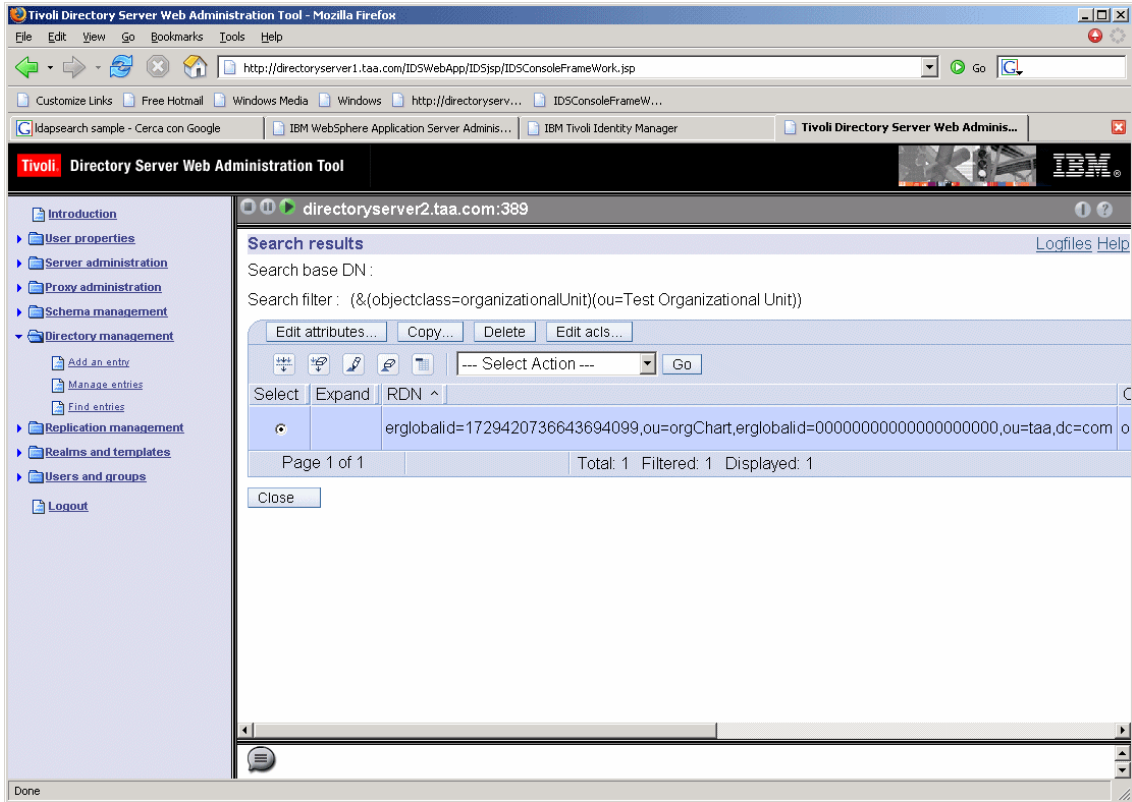 Tivoli Directory Server Web Administration Tool - Mozilla Firefox
File Edit View Go Bookmarks Tools Help
http://directoryserver1.taa.com/IDSWebApp/IDSjsp/IDSConsoleFrameWork.jsp Go G
Customize Links Free Hotmail Windows Media Windows http://directoryserv... IDSConsoleFrameW...
G ldapsearch sample - Cerca con Google IBM WebSphere Application Server Adminis... IBM Tivoli Identity Manager Tivoli Directory Server Web Adminis...
Tivoli. Directory Server Web Administration Tool IBM®
Introduction
User properties
Server administration
Proxy administration
Schema management
Directory management
Add an entry
Manage entries
Find entries
Replication management
Realms and templates
Users and groups
Logout
directoryserver2.taa.com:389
Search results Logfiles Help
Search base DN :
Search filter : (&(objectclass=organizationalUnit)(ou=Test Organizational Unit))
Edit attributes... Copy... Delete Edit acls...
--- Select Action --- Go
Select Expand RDN ^ C
erglobalid=1729420736643694099,ou=orgChart,erglobalid=00000000000000000000,ou=taa,dc=com o
Page 1 of 1 Total: 1 Filtered: 1 Displayed: 1
Close
Done